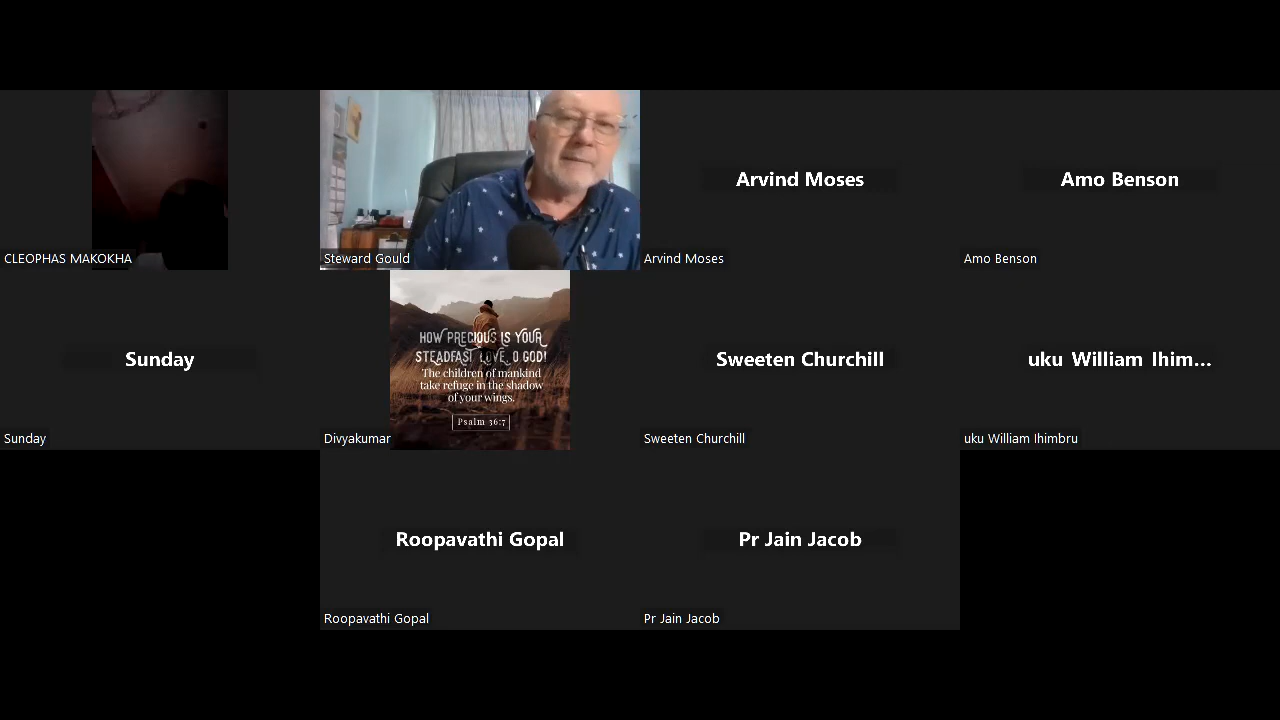 CLEOPHAS MAKOKHA
Steward Gould
Arvind Moses
Arvind Moses
Amo Benson
Amo Benson
Sunday
Sunday
HOW PRECIOUS IS YOUR
STEADFAST LOVE, O GOD!
The children of mankind
take refuge in the shadow
of your wings.
Psalm 36:7
Divyakumar
Sweeten Churchill
Sweeten Churchill
uku William Ihim...
uku William Ihimbru
Roopavathi Gopal
Roopavathi Gopal
Pr Jain Jacob
Pr Jain Jacob